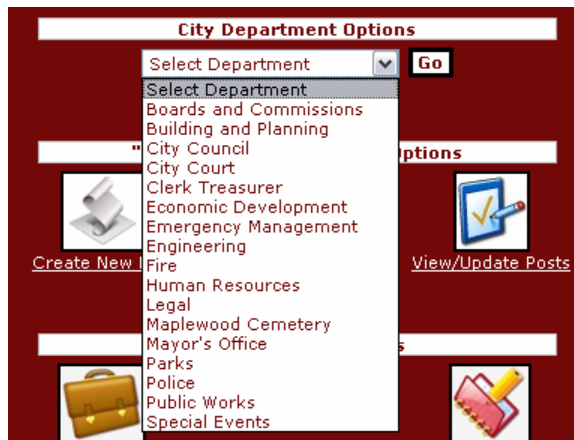 City Department Options
Select Department Go
Select Department
Boards and Commissions
Building and Planning
City Council
" ptions
City Court
Clerk Treasurer
Economic Development
Emergency Management
Engineering
Create New Fire View/Update Posts
Human Resources
Legal
Maplewood Cemetery
Mayor's Office
Parks
Police
Public Works
Special Events